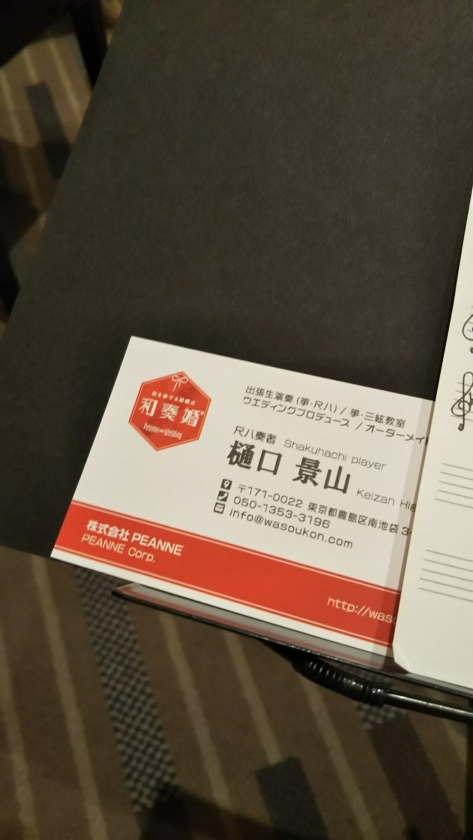 和奏婚
出張生演奏(箏・尺八) / 箏・三絃教室
ウエディングプロデュース / オーダーメイ
尺八奏者 Shakuhachi player
樋口 景山 Keizan Hi
〒171-0022 東京都豊島区南池袋3-
050-1353-3196
info@wasoukon.com
株式会社 PEANNE
PEANNE Corp.
http://was